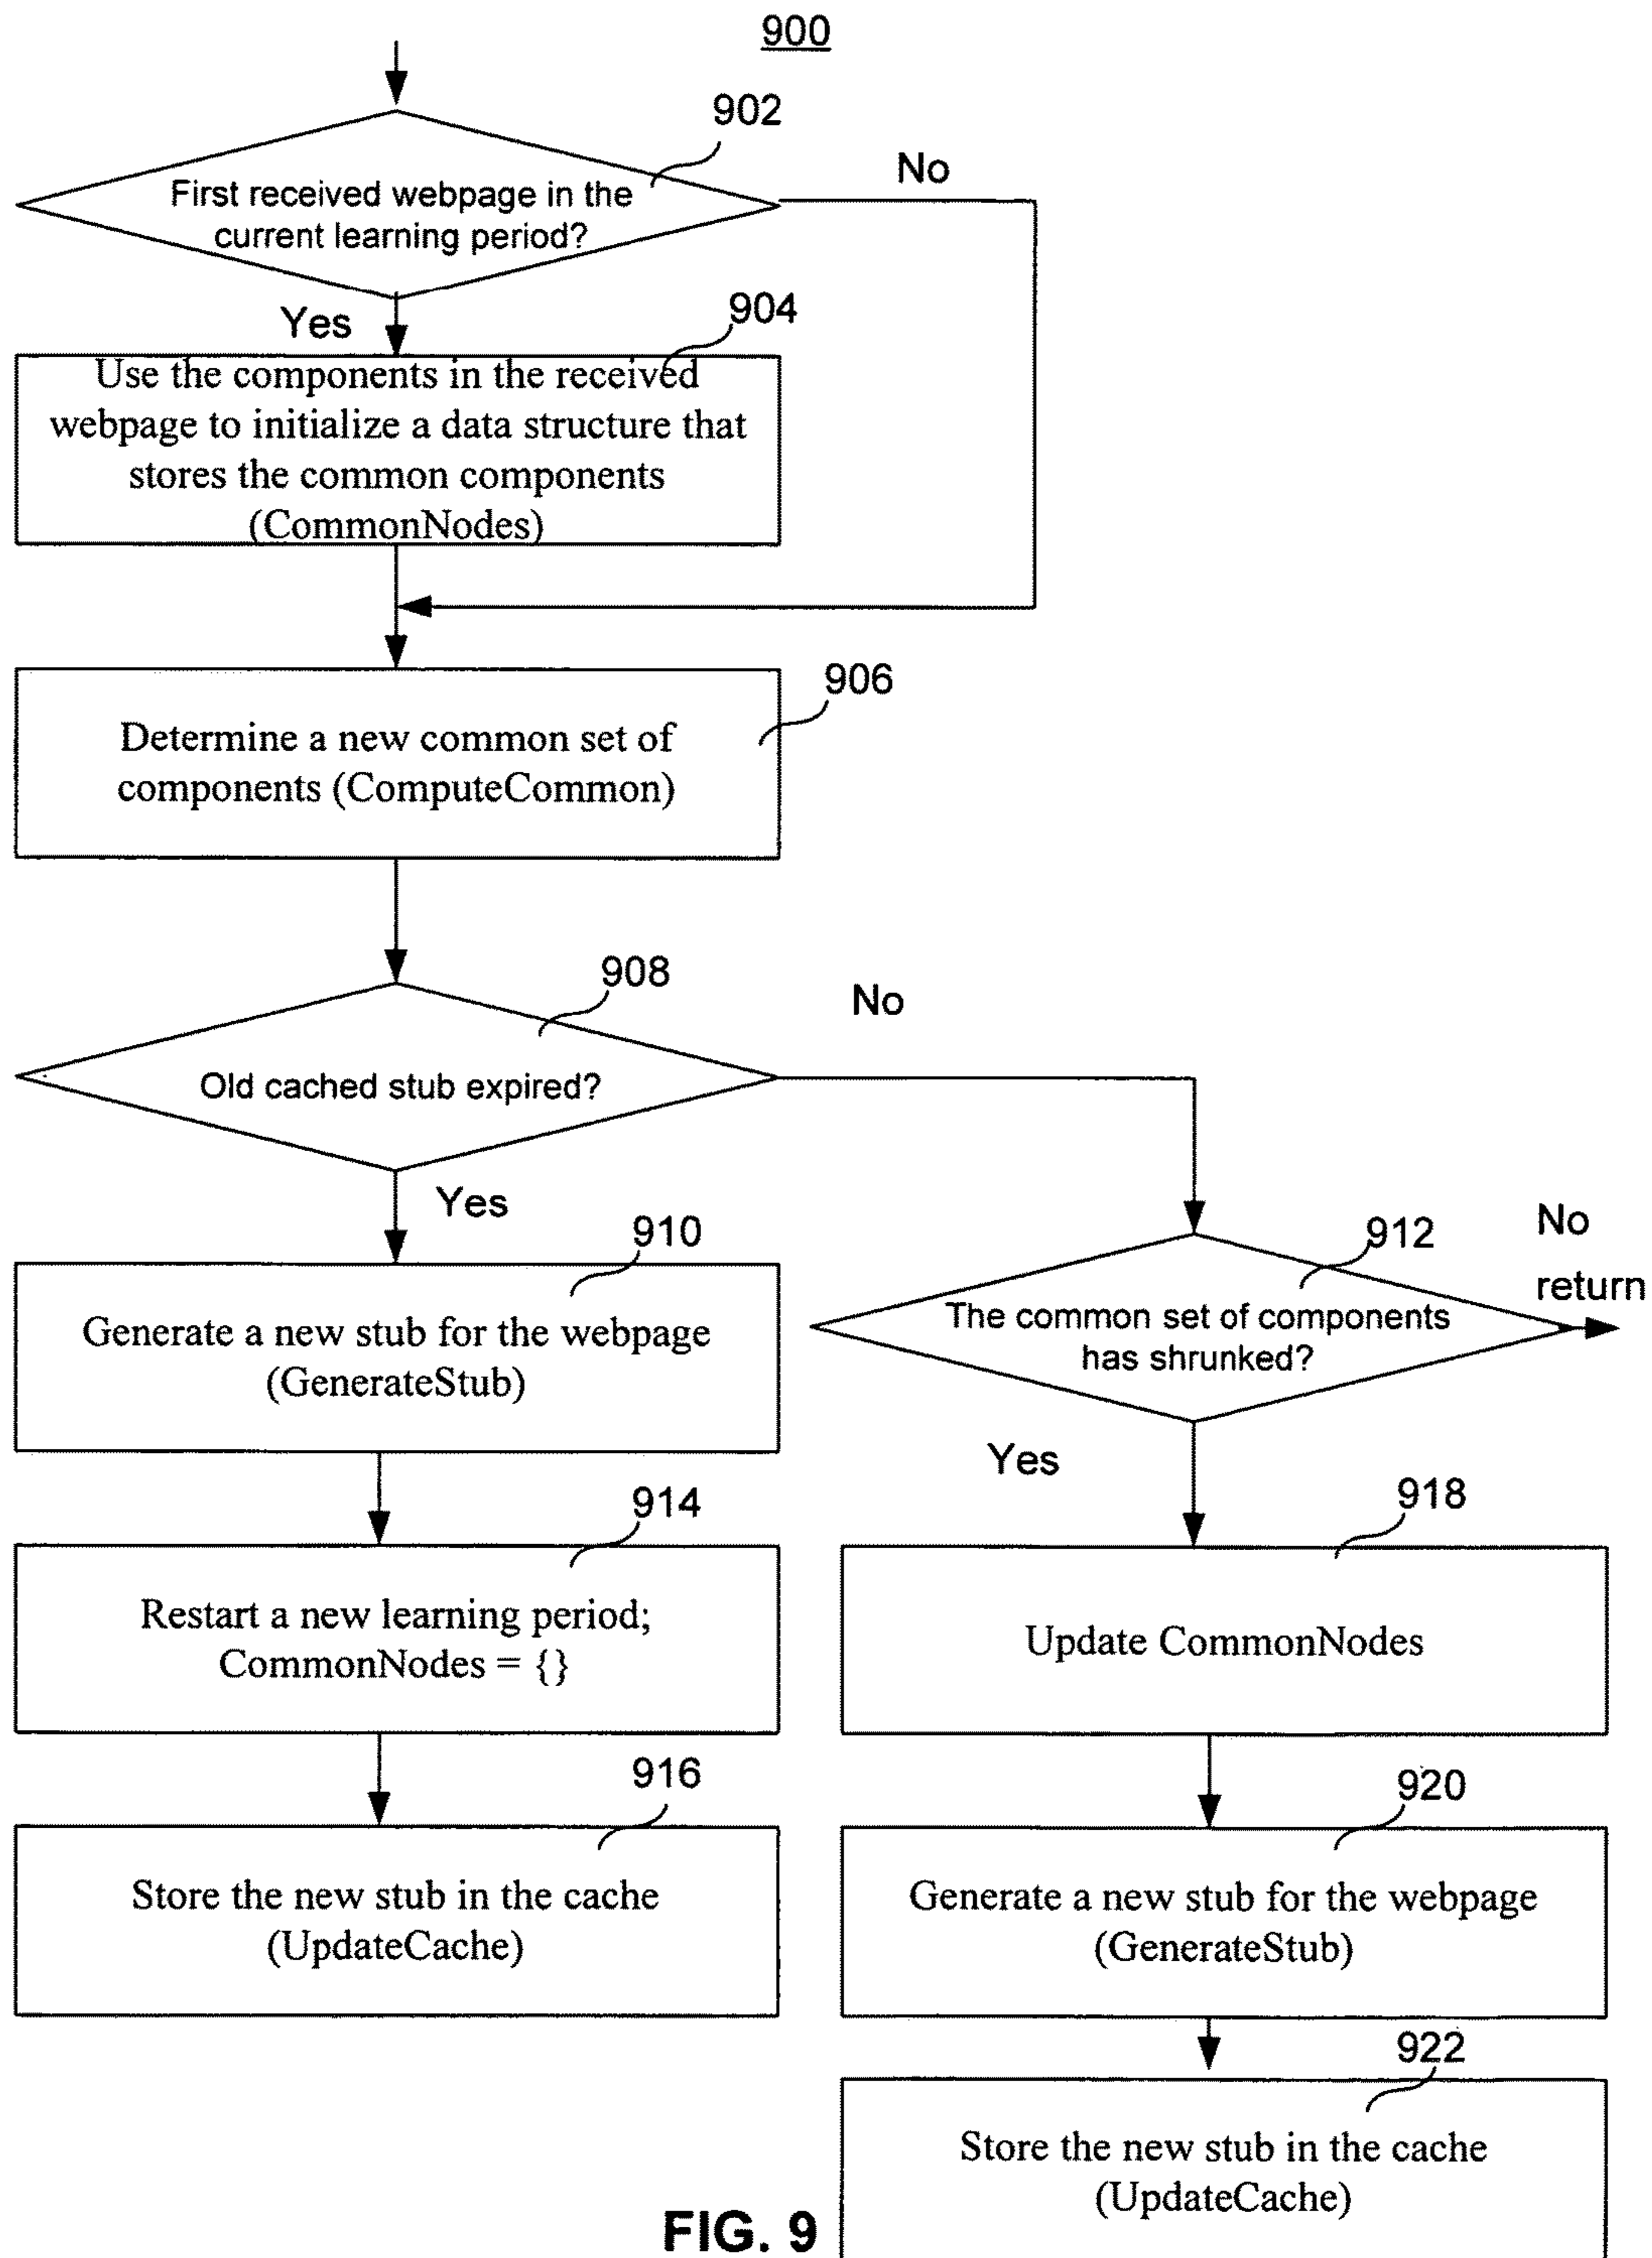 900
902
First received webpage in the
current learning period?
No
Yes
904
Use the components in the received
webpage to initialize a data structure that
stores the common components
(CommonNodes)
906
Determine a new common set of
components (ComputeCommon)
908
Old cached stub expired?
No
Yes
910
Generate a new stub for the webpage
(GenerateStub)
912
The common set of components
has shrunked?
No
return
Yes
914
Restart a new learning period;
CommonNodes = {}
918
Update CommonNodes
916
Store the new stub in the cache
(UpdateCache)
920
Generate a new stub for the webpage
(GenerateStub)
922
Store the new stub in the cache
(UpdateCache)
FIG. 9